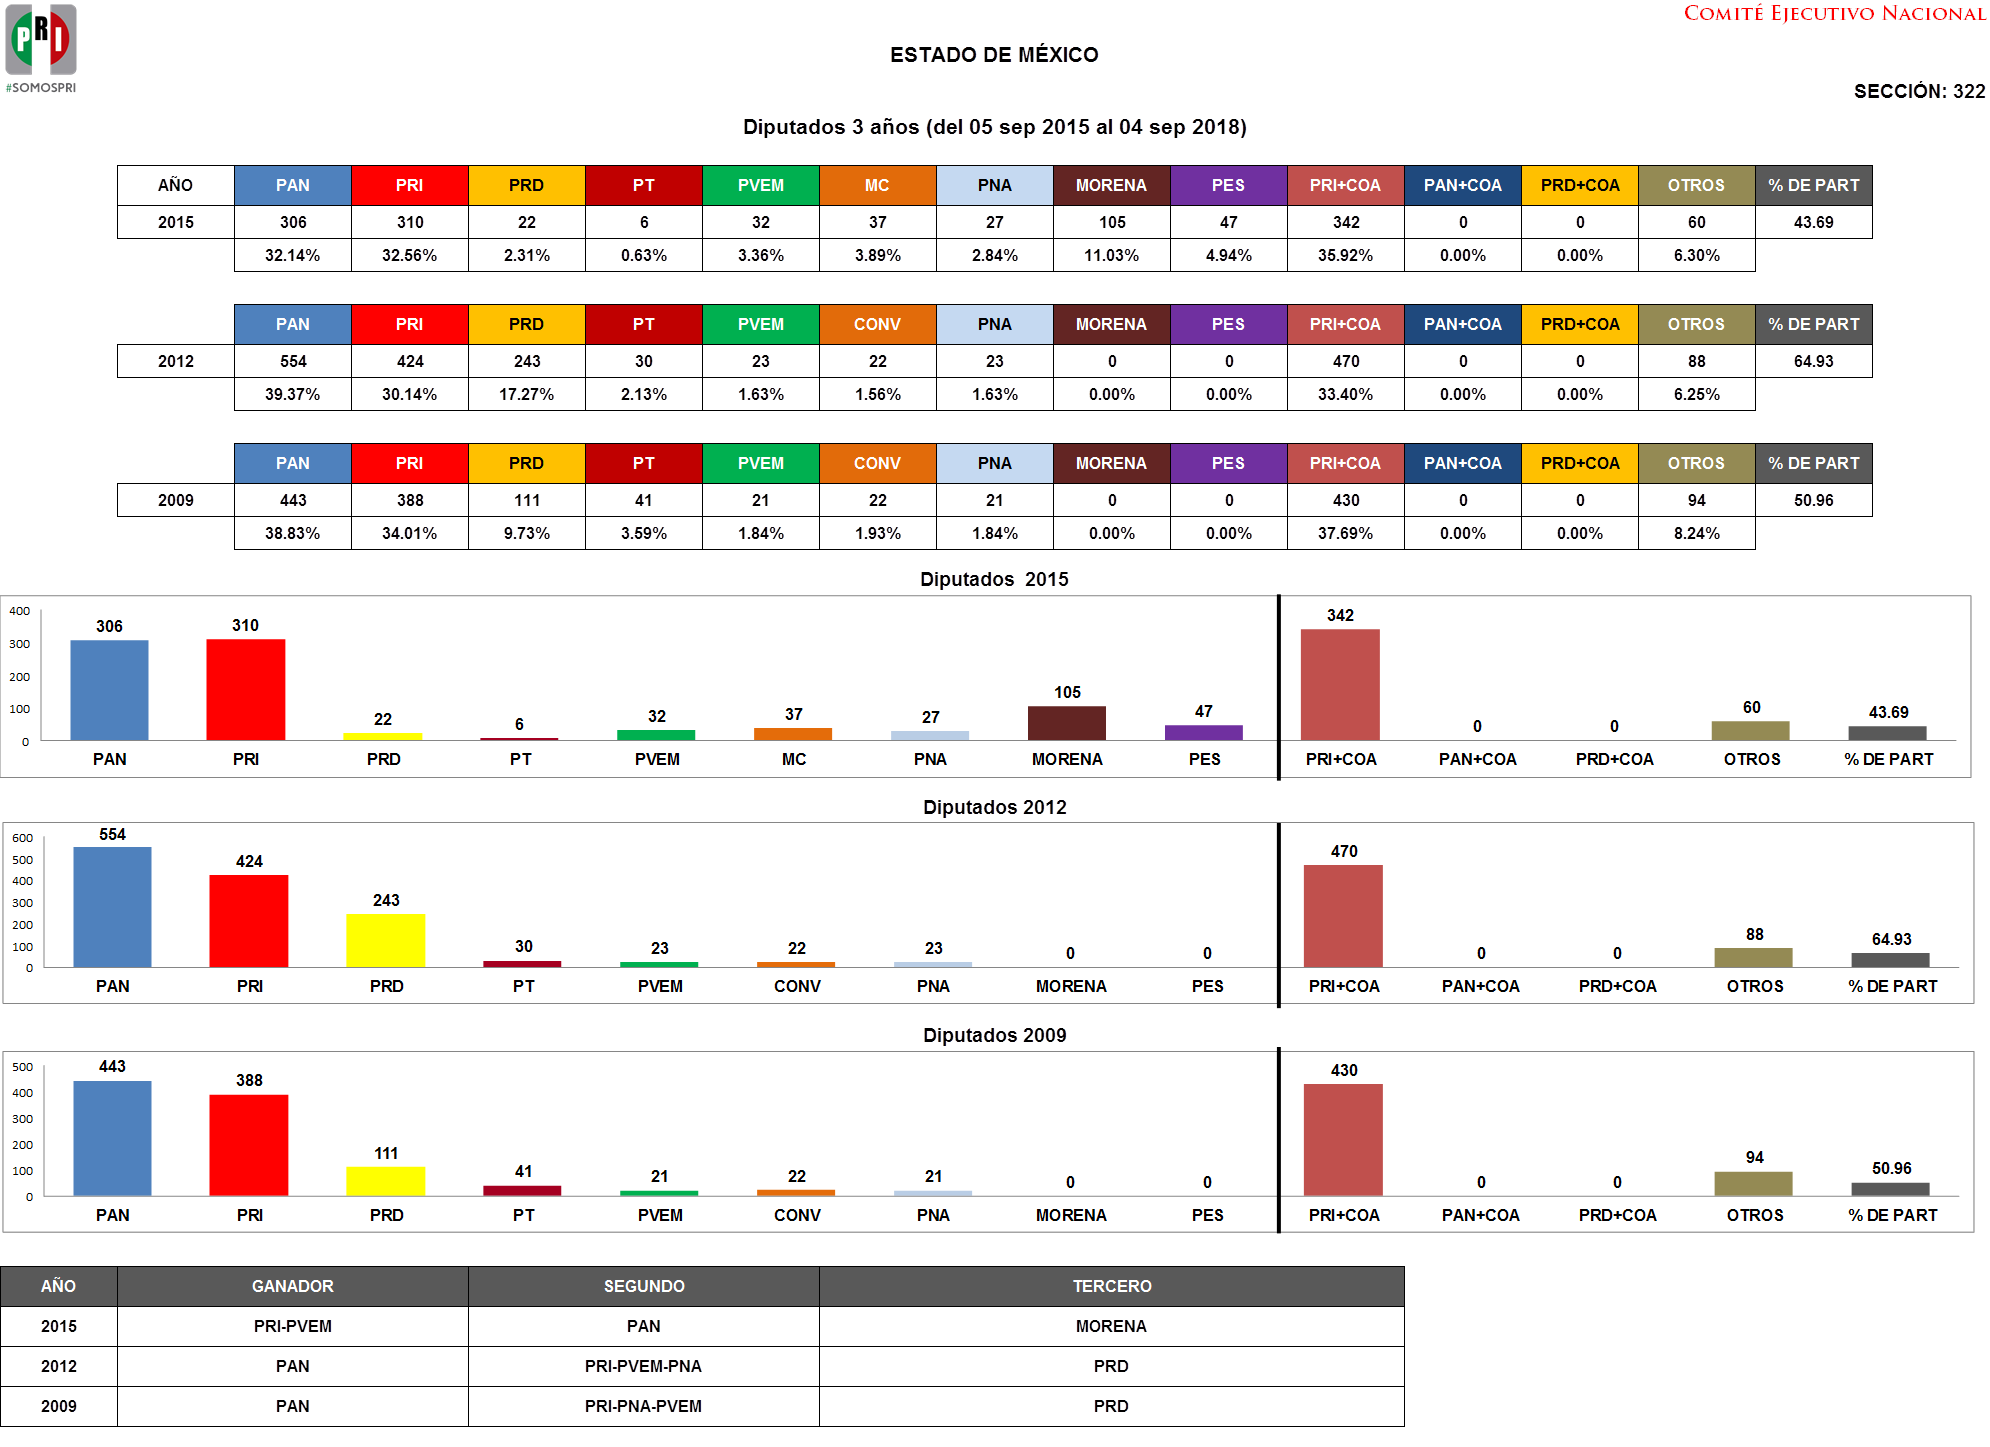 PRI
#SOMOSPRI
COMITÉ EJECUTIVO NACIONAL
ESTADO DE MÉXICO
SECCIÓN: 322
Diputados 3 años (del 05 sep 2015 al 04 sep 2018)
AÑO PAN PRI PRD PT PVEM MC PNA MORENA PES PRI+COA PAN+COA PRD+COA OTROS % DE PART
2015 306 310 22 6 32 37 27 105 47 342 0 0 60 43.69
32.14% 32.56% 2.31% 0.63% 3.36% 3.89% 2.84% 11.03% 4.94% 35.92% 0.00% 0.00% 6.30%
PAN PRI PRD PT PVEM CONV PNA MORENA PES PRI+COA PAN+COA PRD+COA OTROS % DE PART
2012 554 424 243 30 23 22 23 0 0 470 0 0 88 64.93
39.37% 30.14% 17.27% 2.13% 1.63% 1.56% 1.63% 0.00% 0.00% 33.40% 0.00% 0.00% 6.25%
PAN PRI PRD PT PVEM CONV PNA MORENA PES PRI+COA PAN+COA PRD+COA OTROS % DE PART
2009 443 388 111 41 21 22 21 0 0 430 0 0 94 50.96
38.83% 34.01% 9.73% 3.59% 1.84% 1.93% 1.84% 0.00% 0.00% 37.69% 0.00% 0.00% 8.24%
Diputados 2015
400
300
200
100
0
306 310 22 6 32 37 27 105 47 342 0 0 60 43.69
PAN PRI PRD PT PVEM MC PNA MORENA PES PRI+COA PAN+COA PRD+COA OTROS % DE PART
Diputados 2012
600
500
400
300
200
100
0
554 424 243 30 23 22 23 0 0 470 0 0 88 64.93
PAN PRI PRD PT PVEM CONV PNA MORENA PES PRI+COA PAN+COA PRD+COA OTROS % DE PART
Diputados 2009
500
400
300
200
100
0
443 388 111 41 21 22 21 0 0 430 0 0 94 50.96
PAN PRI PRD PT PVEM CONV PNA MORENA PES PRI+COA PAN+COA PRD+COA OTROS % DE PART
AÑO GANADOR SEGUNDO TERCERO
2015 PRI-PVEM PAN MORENA
2012 PAN PRI-PVEM-PNA PRD
2009 PAN PRI-PNA-PVEM PRD